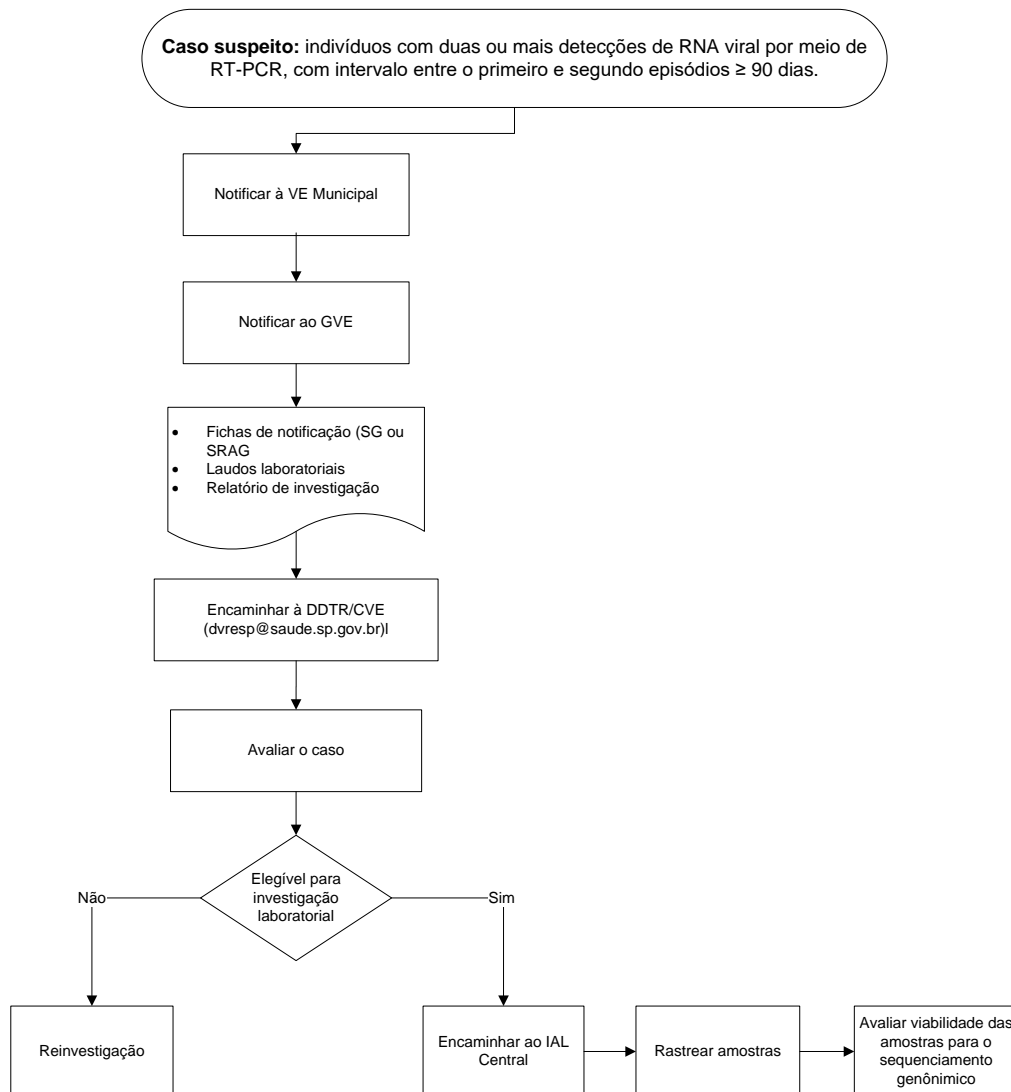 Caso suspeito: indivíduos com duas ou mais detecções de RNA viral por meio de
RT-PCR, com intervalo entre o primeiro e segundo episódios ≥ 90 dias.
Notificar à VE Municipal
Notificar ao GVE
• Fichas de notificação (SG ou
SRAG
• Laudos laboratoriais
• Relatório de investigação
Encaminhar à DDTR/CVE
(dvresp@saude.sp.gov.br)l
Avaliar o caso
Elegível para
investigação
laboratorial
Não
Sim
Reinvestigação
Encaminhar ao IAL
Central
Rastrear amostras
Avaliar viabilidade das
amostras para o
sequenciamento
genônimico